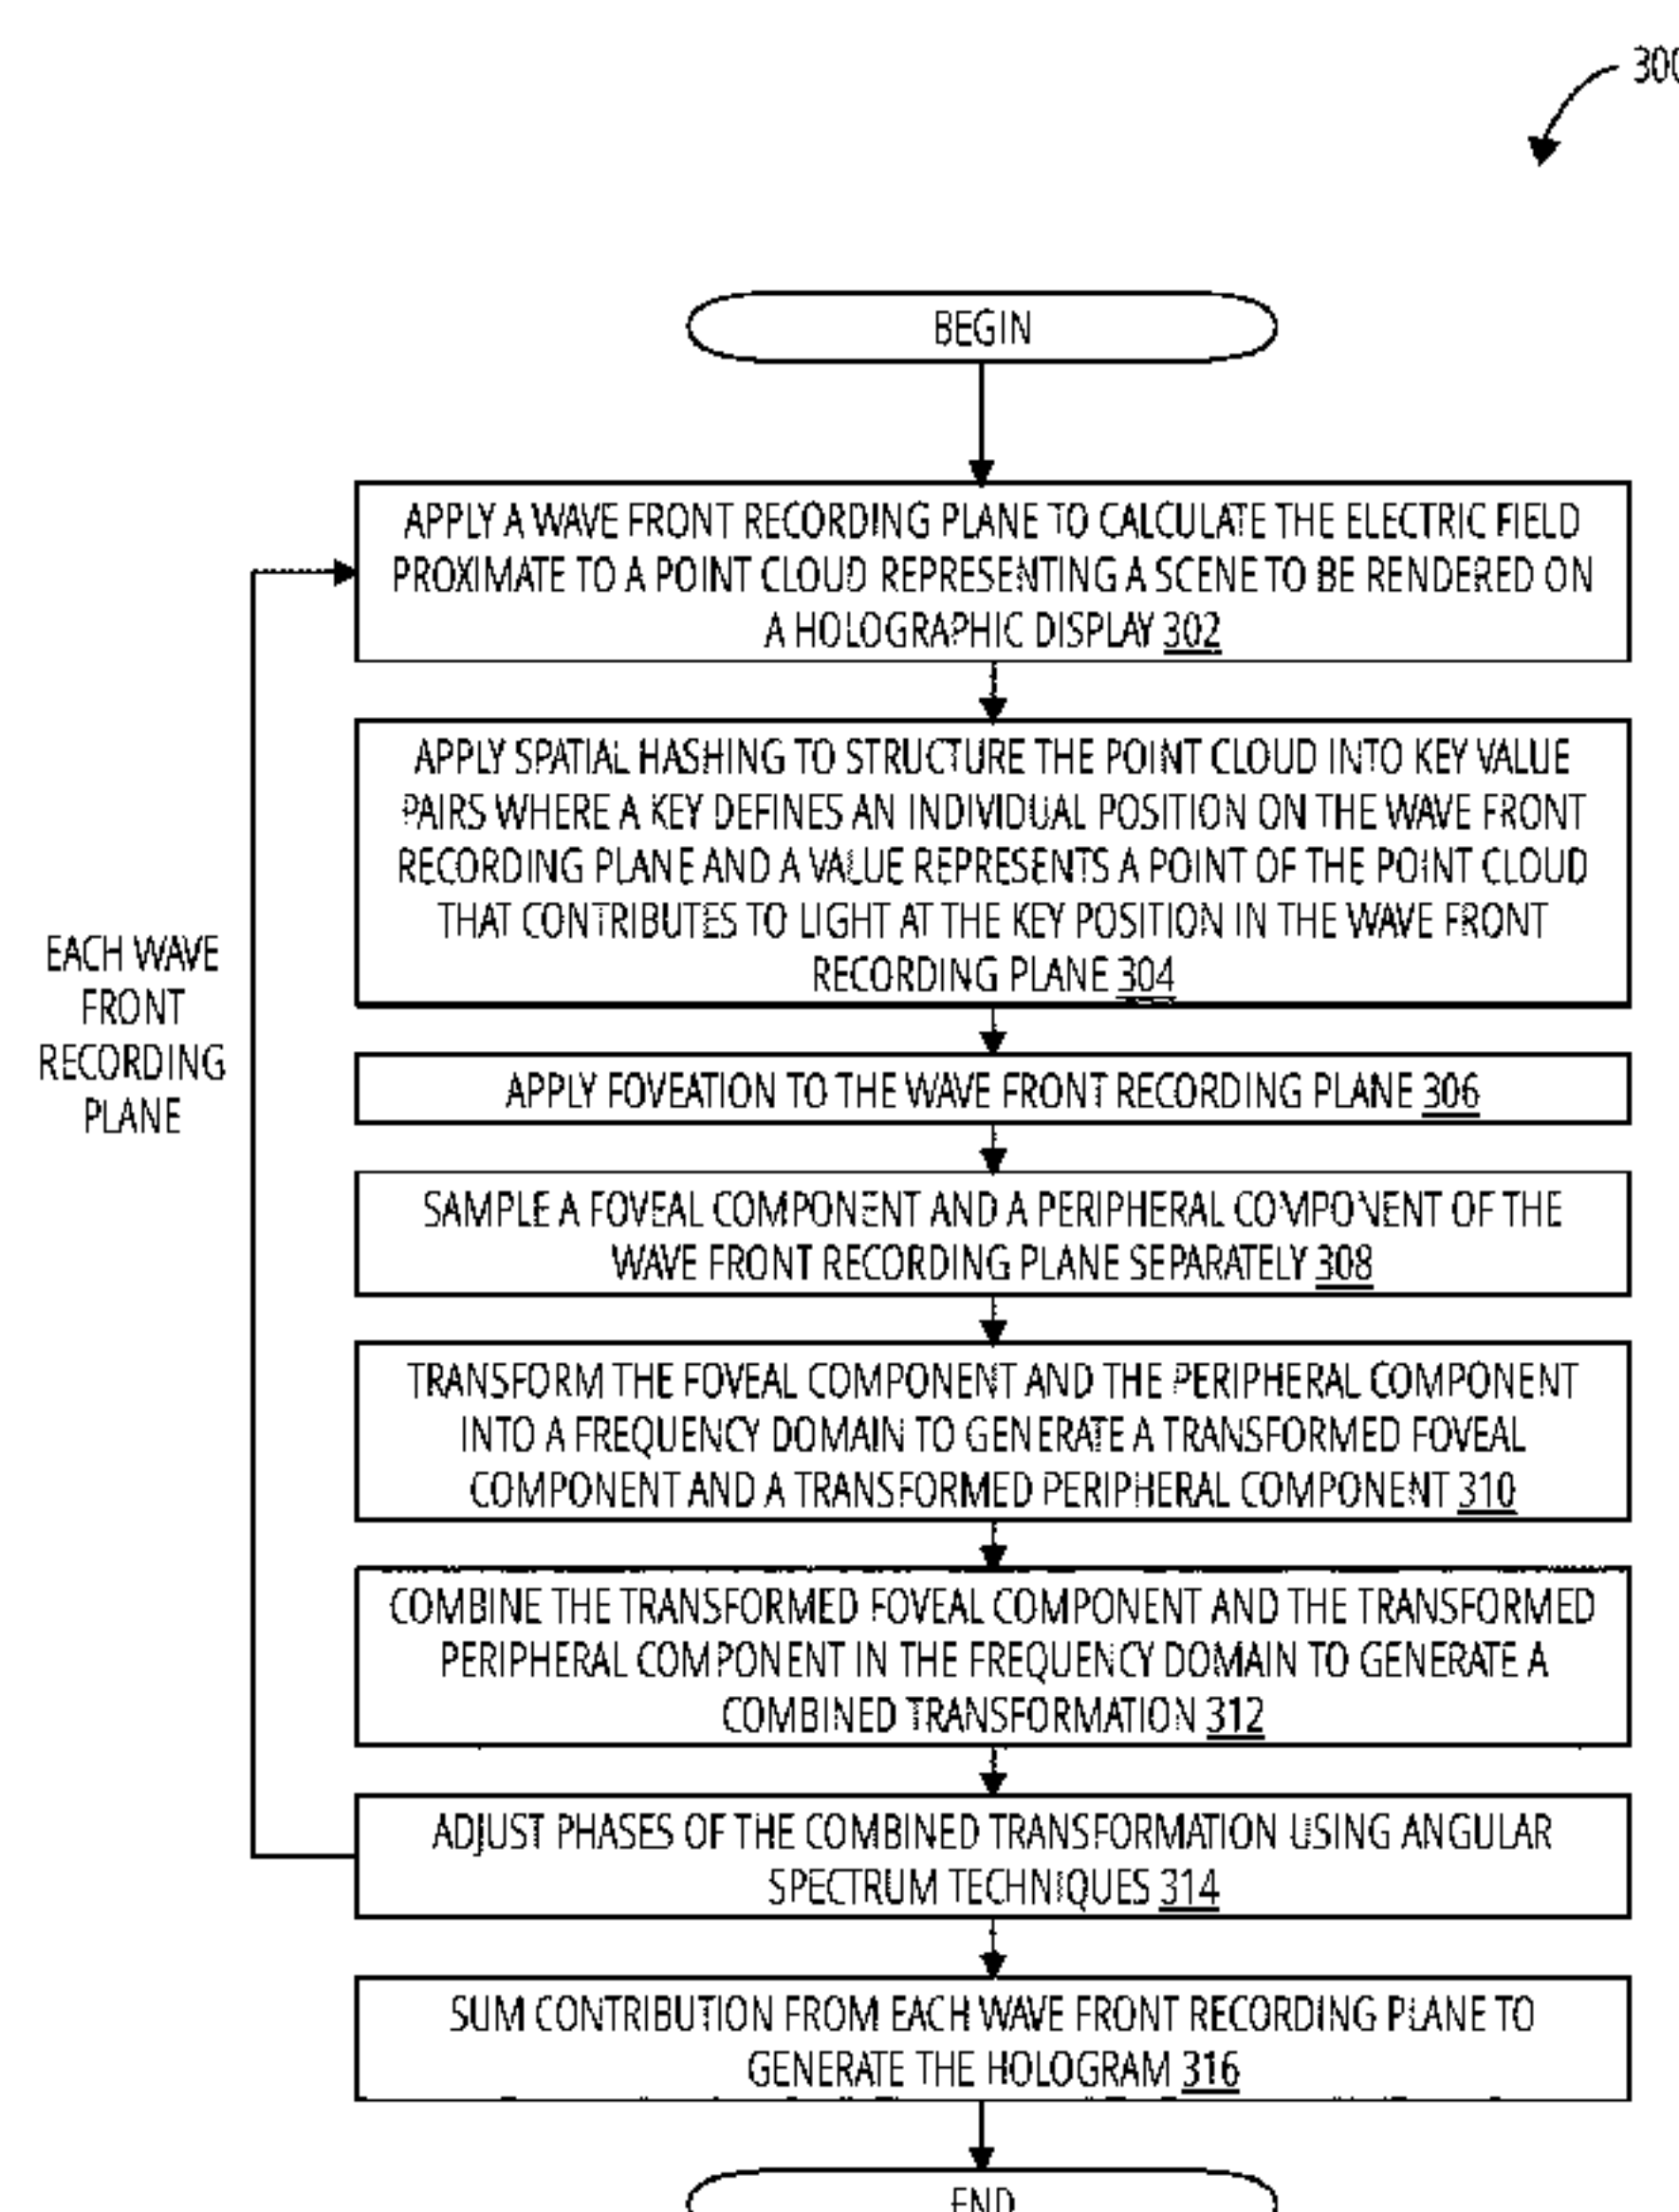 300
BEGIN
APPLY A WAVE FRONT RECORDING PLANE TO CALCULATE THE ELECTRIC FIELD
PROXIMATE TO A POINT CLOUD REPRESENTING A SCENE TO BE RENDERED ON
A HOLOGRAPHIC DISPLAY 302
APPLY SPATIAL HASHING TO STRUCTURE THE POINT CLOUD INTO KEY VALUE
PAIRS WHERE A KEY DEFINES AN INDIVIDUAL POSITION ON THE WAVE FRONT
RECORDING PLANE AND A VALUE REPRESENTS A POINT OF THE POINT CLOUD
THAT CONTRIBUTES TO LIGHT AT THE KEY POSITION IN THE WAVE FRONT
RECORDING PLANE 304
EACH WAVE
FRONT
RECORDING
PLANE
APPLY FOVEATION TO THE WAVE FRONT RECORDING PLANE 306
SAMPLE A FOVEAL COMPONENT AND A PERIPHERAL COMPONENT OF THE
WAVE FRONT RECORDING PLANE SEPARATELY 308
TRANSFORM THE FOVEAL COMPONENT AND THE PERIPHERAL COMPONENT
INTO A FREQUENCY DOMAIN TO GENERATE A TRANSFORMED FOVEAL
COMPONENT AND A TRANSFORMED PERIPHERAL COMPONENT 310
COMBINE THE TRANSFORMED FOVEAL COMPONENT AND THE TRANSFORMED
PERIPHERAL COMPONENT IN THE FREQUENCY DOMAIN TO GENERATE A
COMBINED TRANSFORMATION 312
ADJUST PHASES OF THE COMBINED TRANSFORMATION USING ANGULAR
SPECTRUM TECHNIQUES 314
SUM CONTRIBUTION FROM EACH WAVE FRONT RECORDING PLANE TO
GENERATE THE HOLOGRAM 316
END